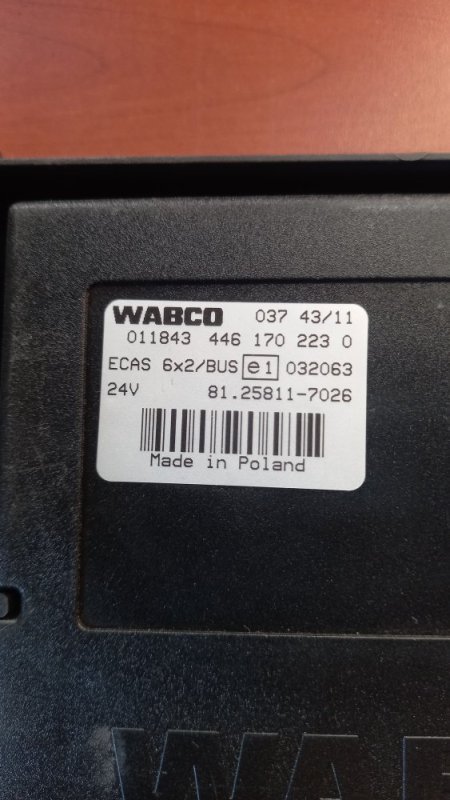 WABCO 037 43/11
011843 446 170 223 0
ECAS 6x2/BUS e1 032063
24V 81.25811-7026
Made in Poland
WAB